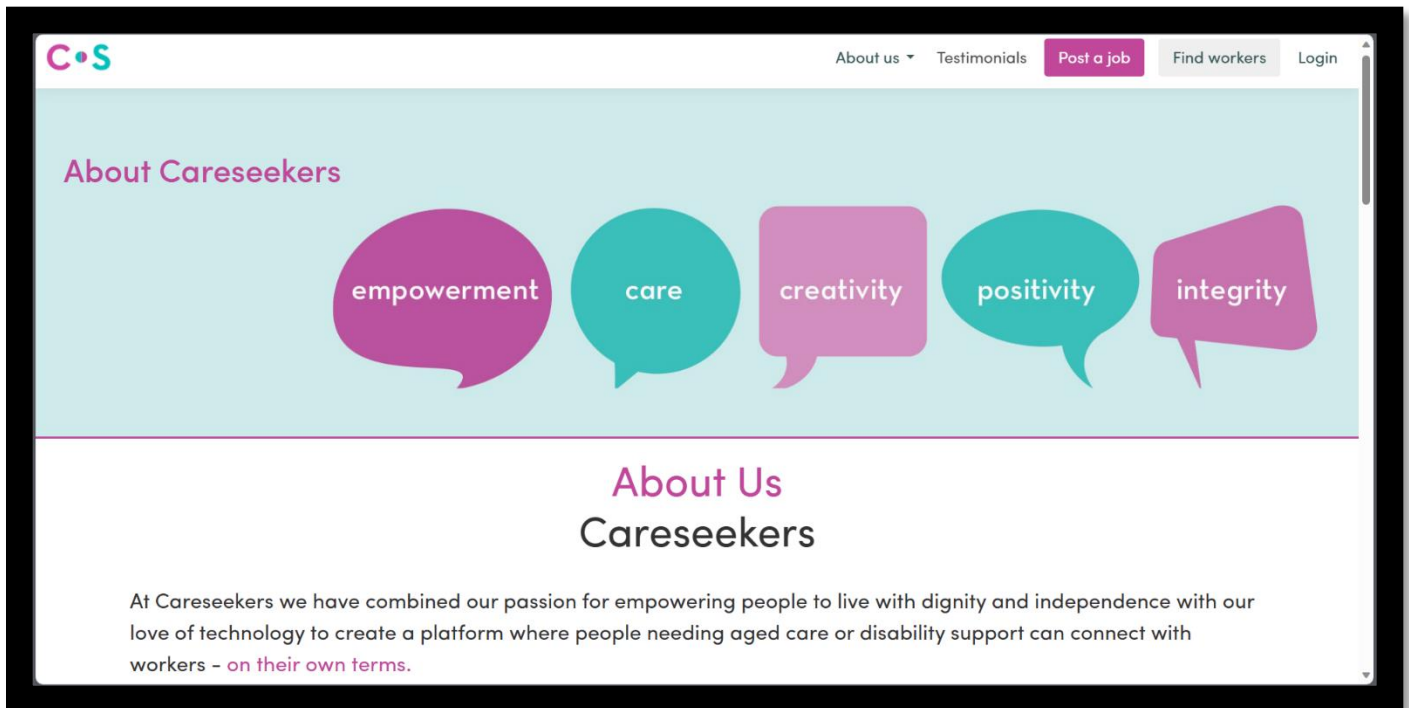 C•S About us Testimonials Post a job Find workers Login
About Careseekers
empowerment care creativity positivity integrity
About Us
Careseekers
At Careseekers we have combined our passion for empowering people to live with dignity and independence with our
love of technology to create a platform where people needing aged care or disability support can connect with
workers - on their own terms.